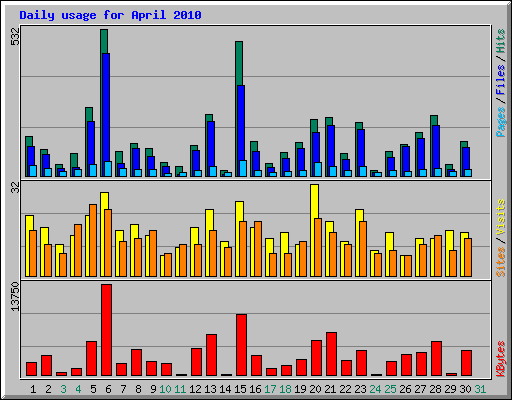 Daily usage for April 2010
532
32
13750
Pages / Files / Hits
Sites / Visits
KBytes
1 2 3 4 5 6 7 8 9 10 11 12 13 14 15 16 17 18 19 20 21 22 23 24 25 26 27 28 29 30 31